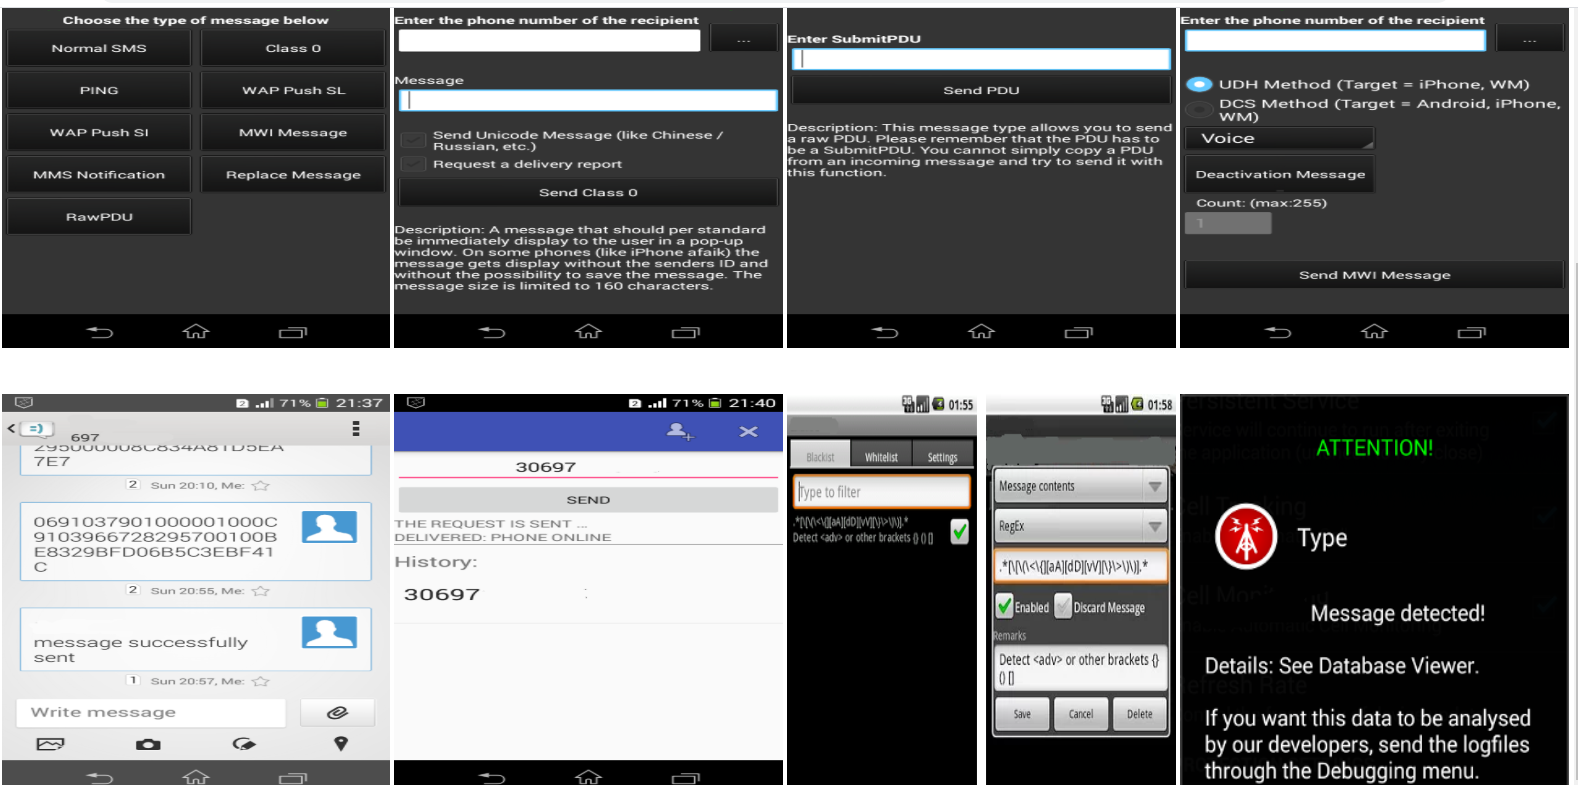 Choose the type of message below
Normal SMS
Class 0
PING
WAP Push SL
WAP Push SI
MWI Message
MMS Notification
Replace Message
RawPDU
Enter the phone number of the recipient
...
Message
Send Unicode Message (like Chinese /
Russian, etc.)
Request a delivery report
Send Class 0
Description: A message that should per standard
be immediately display to the user in a pop-up
window. On some phones (like iPhone afaik) the
message gets display without the senders ID and
without the possibility to save the message. The
message size is limited to 160 characters.
Enter SubmitPDU
Send PDU
Description: This message type allows you to send
a raw PDU. Please remember that the PDU has to
be a SubmitPDU. You cannot simply copy a PDU
from an incoming message and try to send it with
this function.
Enter the phone number of the recipient
...
UDH Method (Target = iPhone, WM)
DCS Method (Target = Android, iPhone,
WM)
Voice
Deactivation Message
Count: (max:255)
1
Send MWI Message
2 71% 21:37
697
295000008C834A81D5EA
7E7
2 Sun 20:10, Me:
0691037901000001000C
9103966728295700100B
E8329BFD06B5C3EBF41
C
2 Sun 20:55, Me:
message successfully
sent
1 Sun 20:57, Me:
Write message
2 71% 21:40
30697
SEND
THE REQUEST IS SENT ...
DELIVERED: PHONE ONLINE
History:
30697
3G 01:55
Blacklist
Whitelist
Settings
Type to filter
.*[\[\(\<\{][aA][dD][vV][\}\>\)\]].*
Detect <adv> or other brackets {} () []
3G 01:58
Message contents
RegEx
.*[\[\(\<\{][aA][dD][vV][\}\>\)\]].*
Enabled
Discard Message
Remarks
Detect <adv> or other brackets {}
() []
Save
Cancel
Delete
ATTENTION!
Type
Message detected!
Details: See Database Viewer.
If you want this data to be analysed
by our developers, send the logfiles
through the Debugging menu.